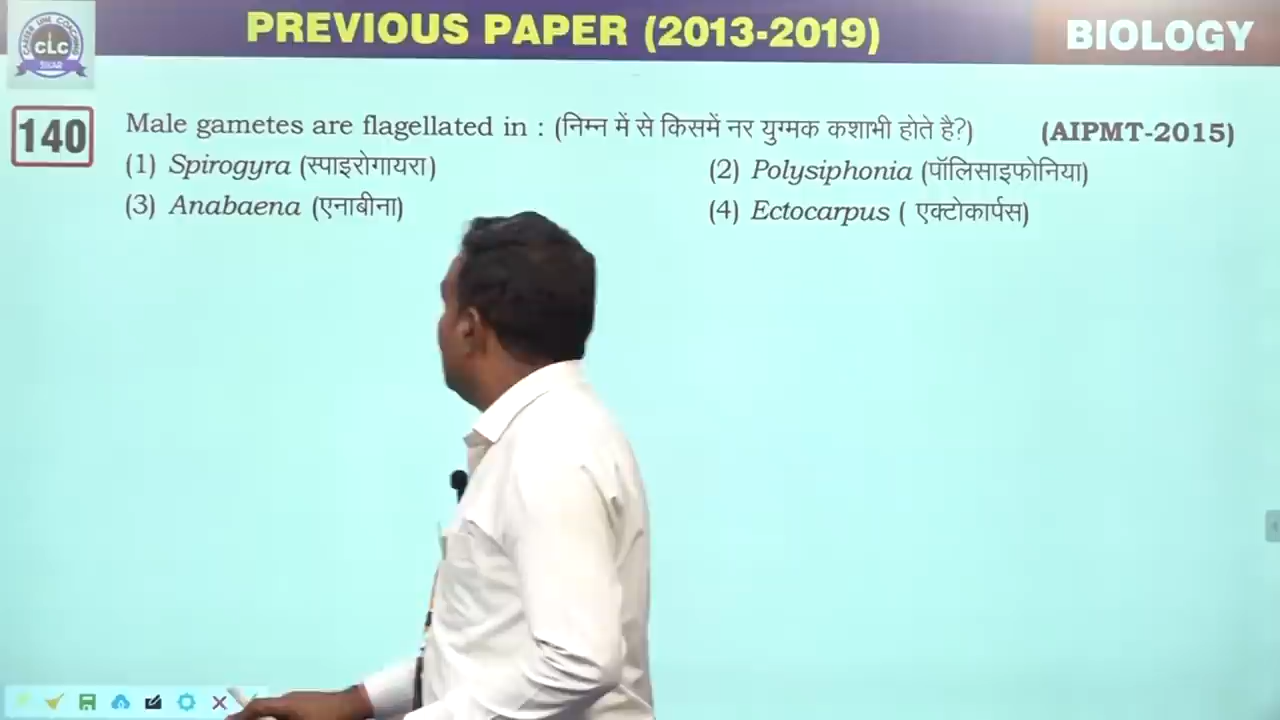 PREVIOUS PAPER (2013-2019)
BIOLOGY
CLC
140
Male gametes are flagellated in : (निम्न में से किसमें नर युग्मक कशाभी होते है?) (AIPMT-2015)
(1) Spirogyra (स्पाइरोगायरा) (2) Polysiphonia (पॉलिसाइफोनिया)
(3) Anabaena (एनाबीना) (4) Ectocarpus ( एक्टोकार्पस)